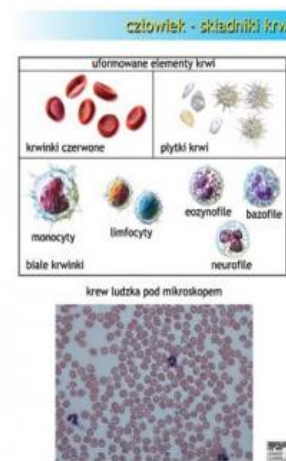 człowiek - składniki krwi
uformowane elementy krwi
krwinki czerwone
płytki krwi
monocyty
limfocyty
eozynofile
bazofile
neurofile
białe krwinki
krew ludzka pod mikroskopem